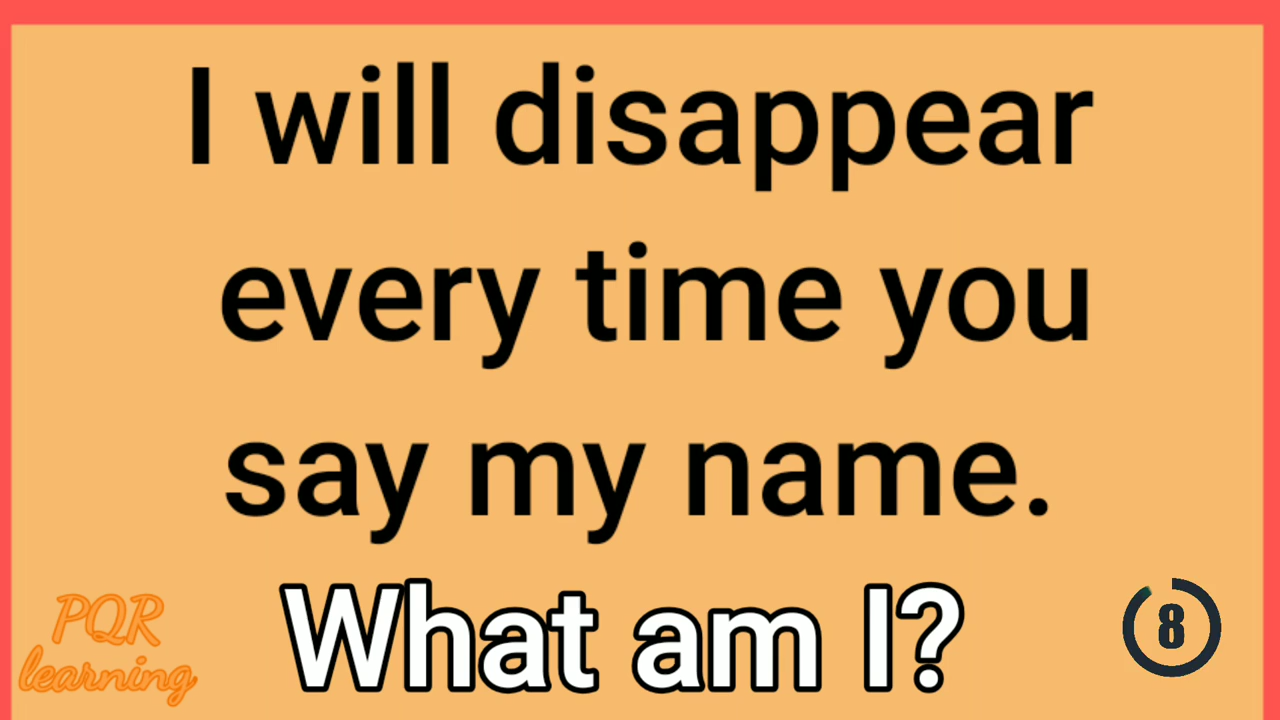 I will disappear
every time you
say my name.
What am I?
PQR
learning
8